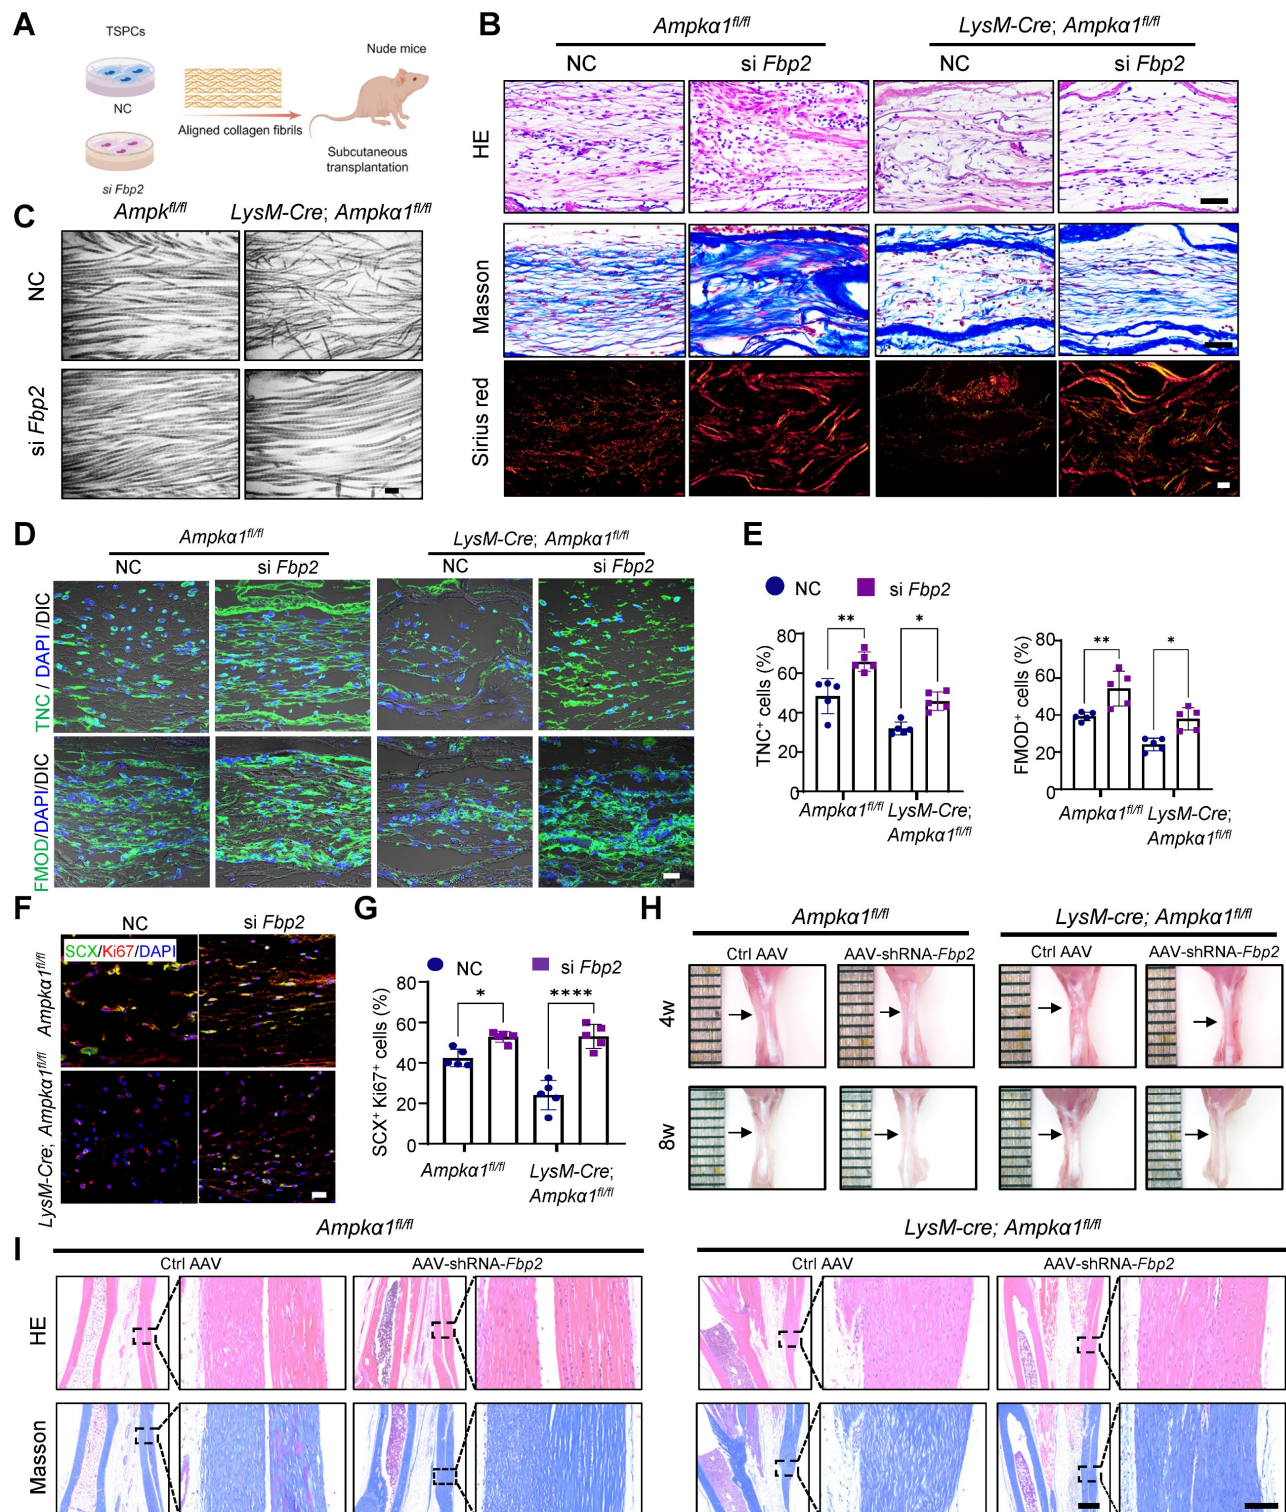 A
TSPCs
NC
si Fbp2
Aligned collagen fibrils
Nude mice
Subcutaneous
transplantation
B
Ampkα1fl/fl
LysM-Cre; Ampkα1fl/fl
NC
si Fbp2
NC
si Fbp2
HE
Masson
Sirius red
C
Ampkfl/fl
LysM-Cre; Ampkα1fl/fl
NC
si Fbp2
D
Ampkα1fl/fl
LysM-Cre; Ampkα1fl/fl
NC
si Fbp2
NC
si Fbp2
TNC / DAPI /DIC
FMOD/DAPI/DIC
E
NC
si Fbp2
TNC+ cells (%)
80
60
40
20
0
**
*
Ampkα1fl/fl
LysM-Cre;
Ampkα1fl/fl
FMOD+ cells (%)
80
60
40
20
0
**
*
Ampkα1fl/fl
LysM-Cre;
Ampkα1fl/fl
F
NC
si Fbp2
SCX/Ki67/DAPI
Ampkα1fl/fl
LysM-Cre; Ampkα1fl/fl
G
NC
si Fbp2
SCX+ Ki67+ cells (%)
80
60
40
20
0
*
****
Ampkα1fl/fl
LysM-Cre;
Ampkα1fl/fl
H
Ampkα1fl/fl
LysM-cre; Ampkα1fl/fl
Ctrl AAV
AAV-shRNA-Fbp2
Ctrl AAV
AAV-shRNA-Fbp2
4w
8w
I
Ampkα1fl/fl
LysM-cre; Ampkα1fl/fl
Ctrl AAV
AAV-shRNA-Fbp2
Ctrl AAV
AAV-shRNA-Fbp2
HE
Masson